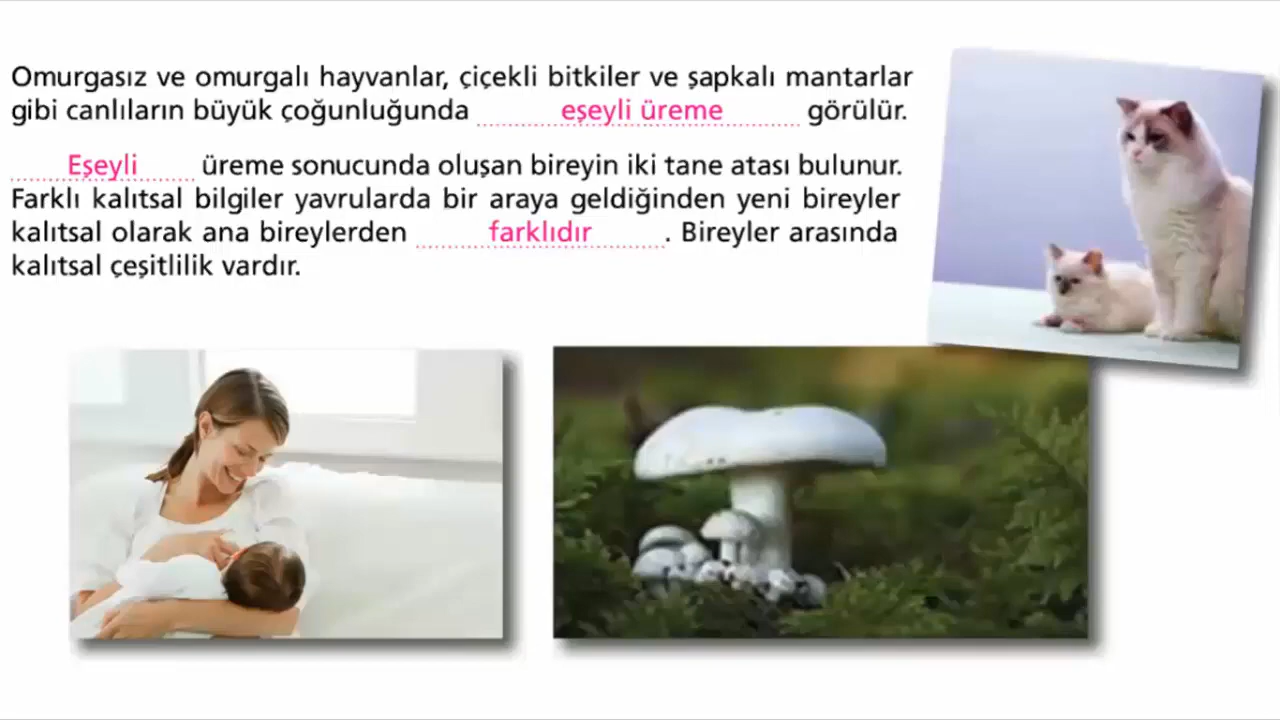 Omurgasız ve omurgalı hayvanlar, çiçekli bitkiler ve şapkalı mantarlar
gibi canlıların büyük çoğunluğunda eşeyli üreme görülür.
Eşeyli üreme sonucunda oluşan bireyin iki tane atası bulunur.
Farklı kalıtsal bilgiler yavrularda bir araya geldiğinden yeni bireyler
kalıtsal olarak ana bireylerden farklıdır . Bireyler arasında
kalıtsal çeşitlilik vardır.